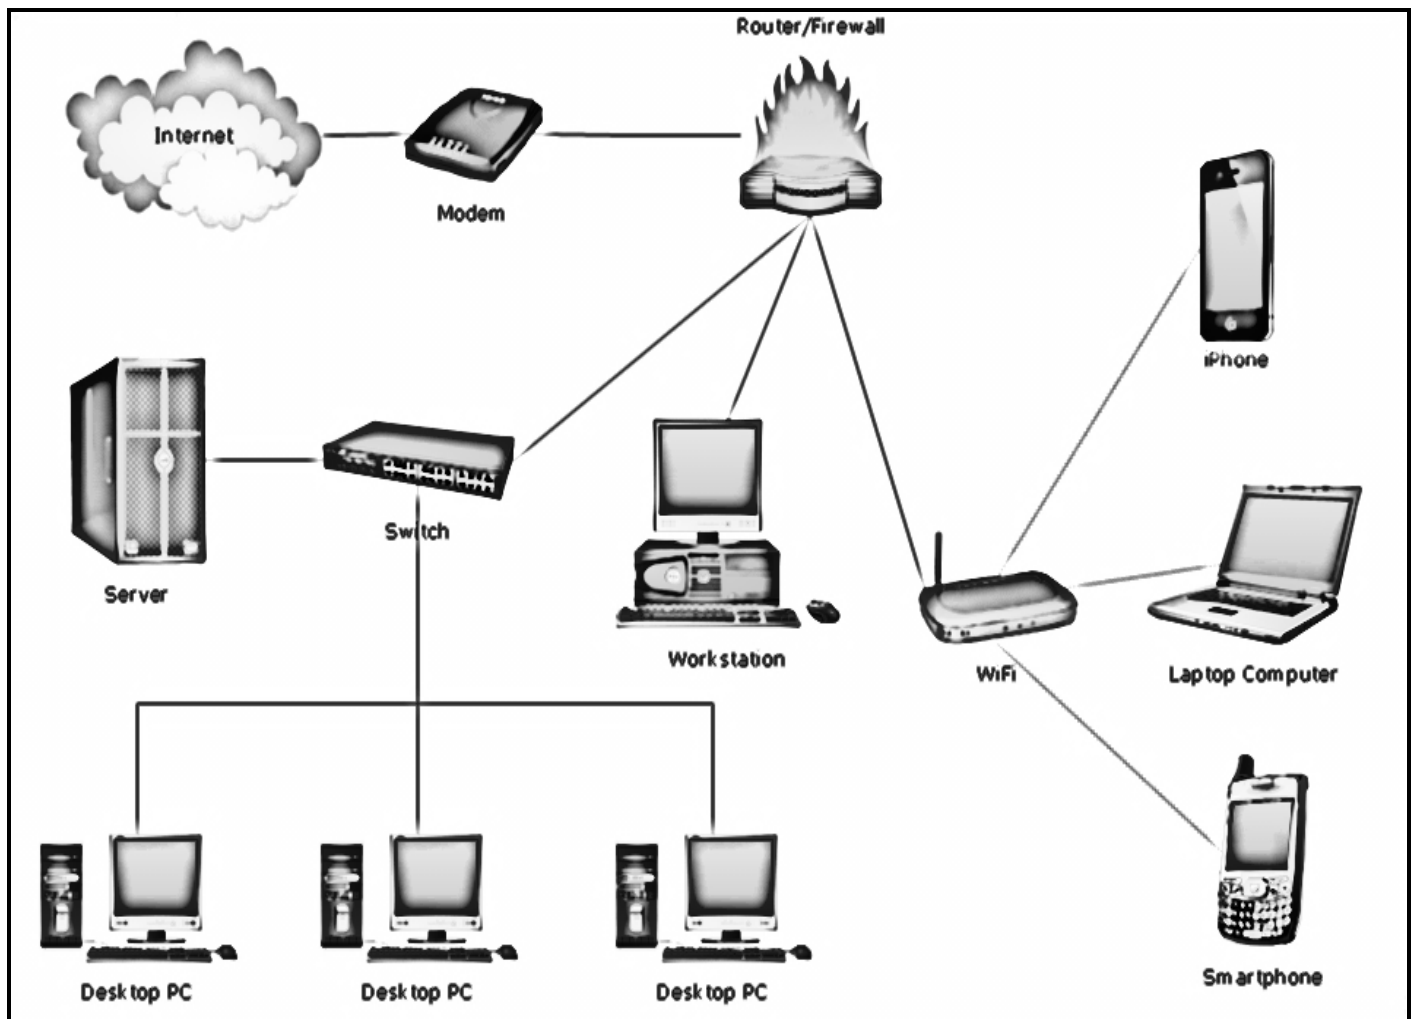 Router/Firewall
Internet
Modem
iPhone
Switch
Server
Workstation
WiFi
Laptop Computer
Smartphone
Desktop PC
Desktop PC
Desktop PC